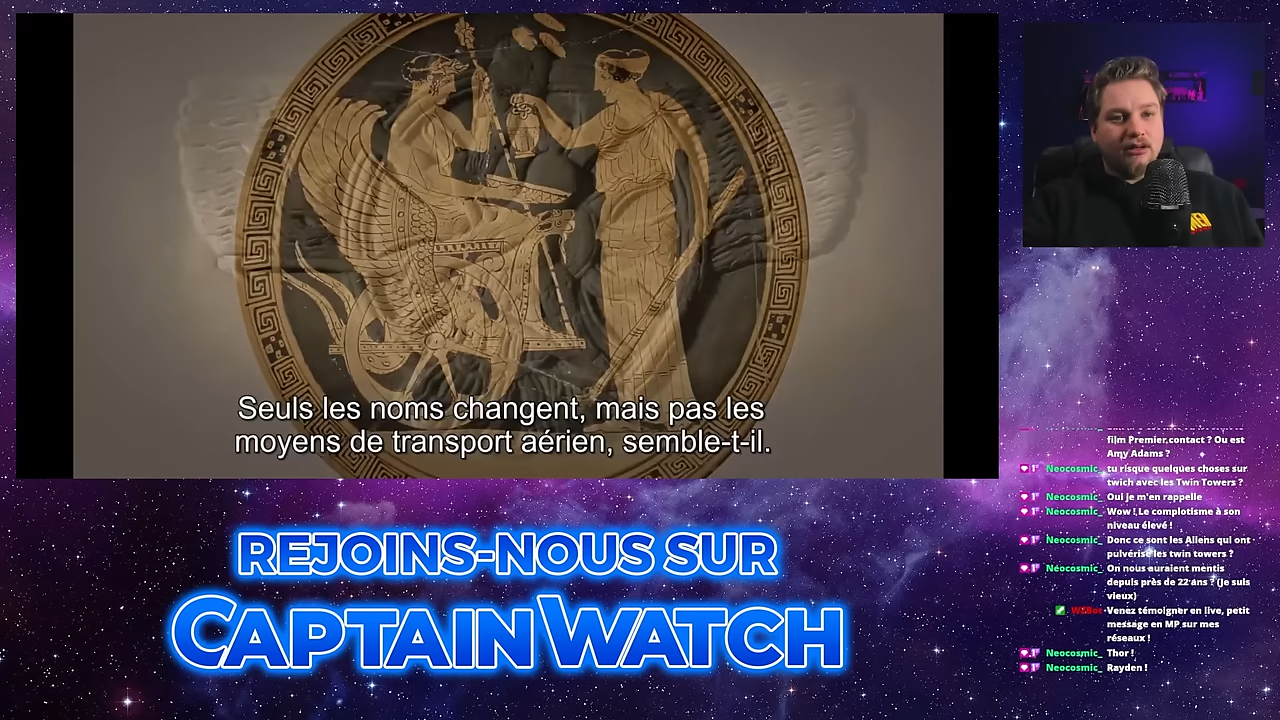 Seuls les noms changent, mais pas les
moyens de transport aérien, semble-t-il.
REJOINS-NOUS SUR
CAPTAINWATCH
film Premier contact ? Ou est
Amy Adams ?
Neocosmic_ tu risque quelques choses sur
twich avec les Twin Towers ?
Neocosmic_ Oui je m'en rappelle
Neocosmic_ Wow ! Le complotisme à son
niveau élevé !
Neocosmic_ Donc ce sont les Aliens qui ont
pulvérisé les twin towers ?
Neocosmic_ On nous auraient mentis
depuis près de 22 ans ? (Je suis
vieux)
Venez témoigner en live, petit
message en MP sur mes
réseaux !
Neocosmic_ Thor !
Neocosmic_ Rayden !